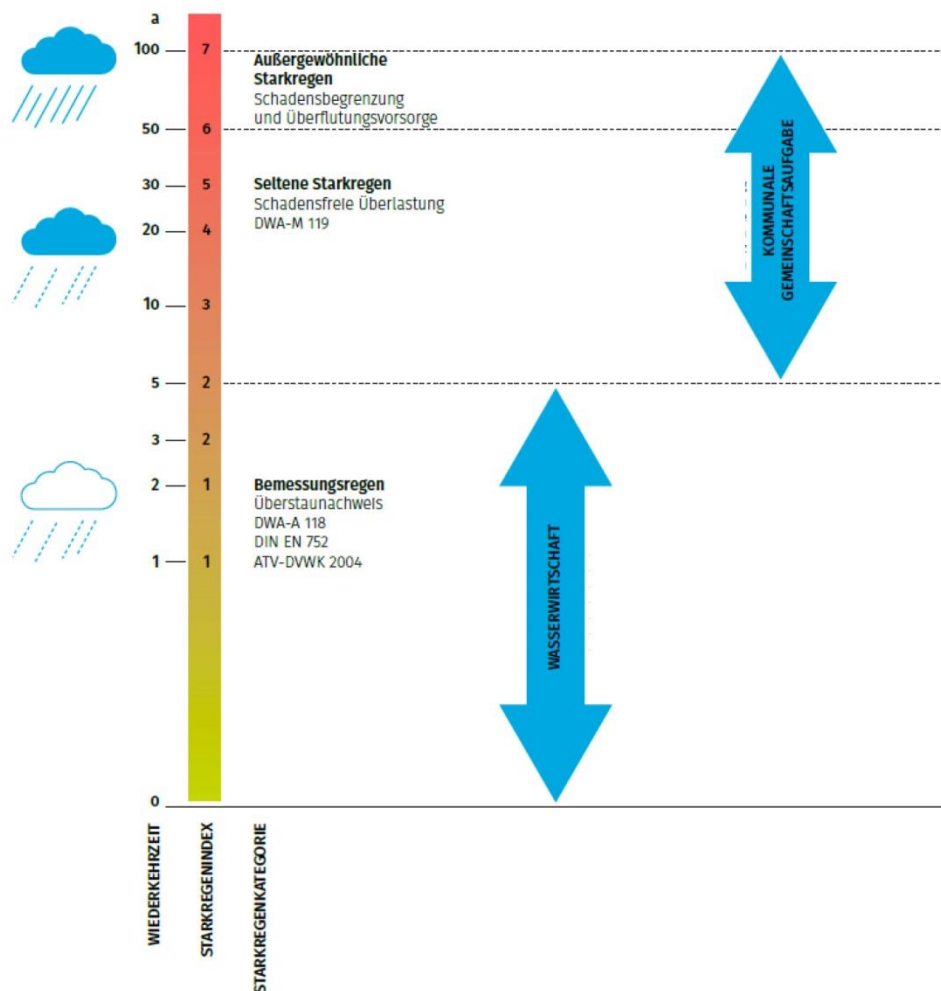 a
100 7
Außergewöhnliche
Starkregen
Schadensbegrenzung
und Überflutungsvorsorge
50 6
30 5 Seltene Starkregen
Schadensfreie Überlastung
20 4 DWA-M 119
10 3
5 2
3 2
2 1 Bemessungsregen
Überstaunachweis
DWA-A 118
DIN EN 752
1 1 ATV-DVWK 2004
0
KOMMUNALE
GEMEINSCHAFTSAUFGABE
WASSERWIRTSCHAFT
WIEDERKEHRZEIT
STARKREGENINDEX
STARKREGENKATEGORIE